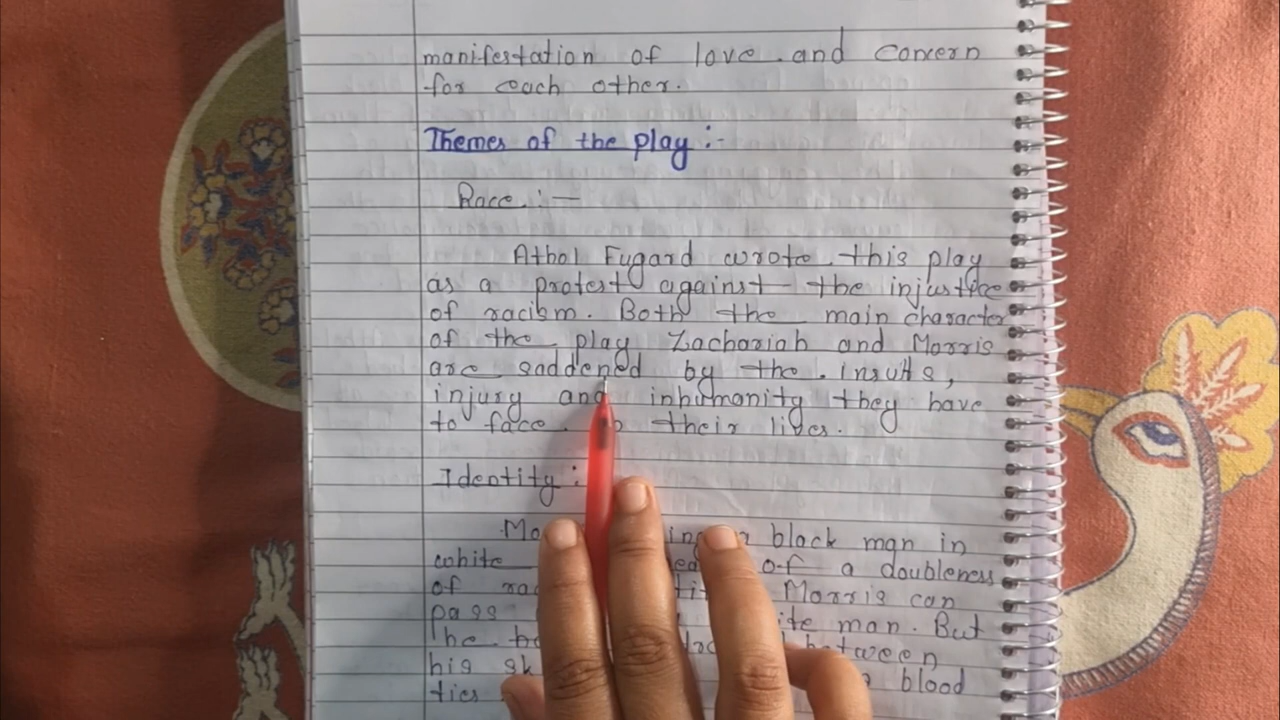 manifestation of love and concern
for each other.
Themes of the play :-
Race :—
Athol Fugard wrote this play
as a protest against the injustice
of racism. Both the main character
of the play Zachariah and Morris
are saddened by the insults,
injury and inhumanity they have
to face their lives.
Identity :
black man in
white of a doubleness
of Morris can
pass man. But
he between
his blood
ties